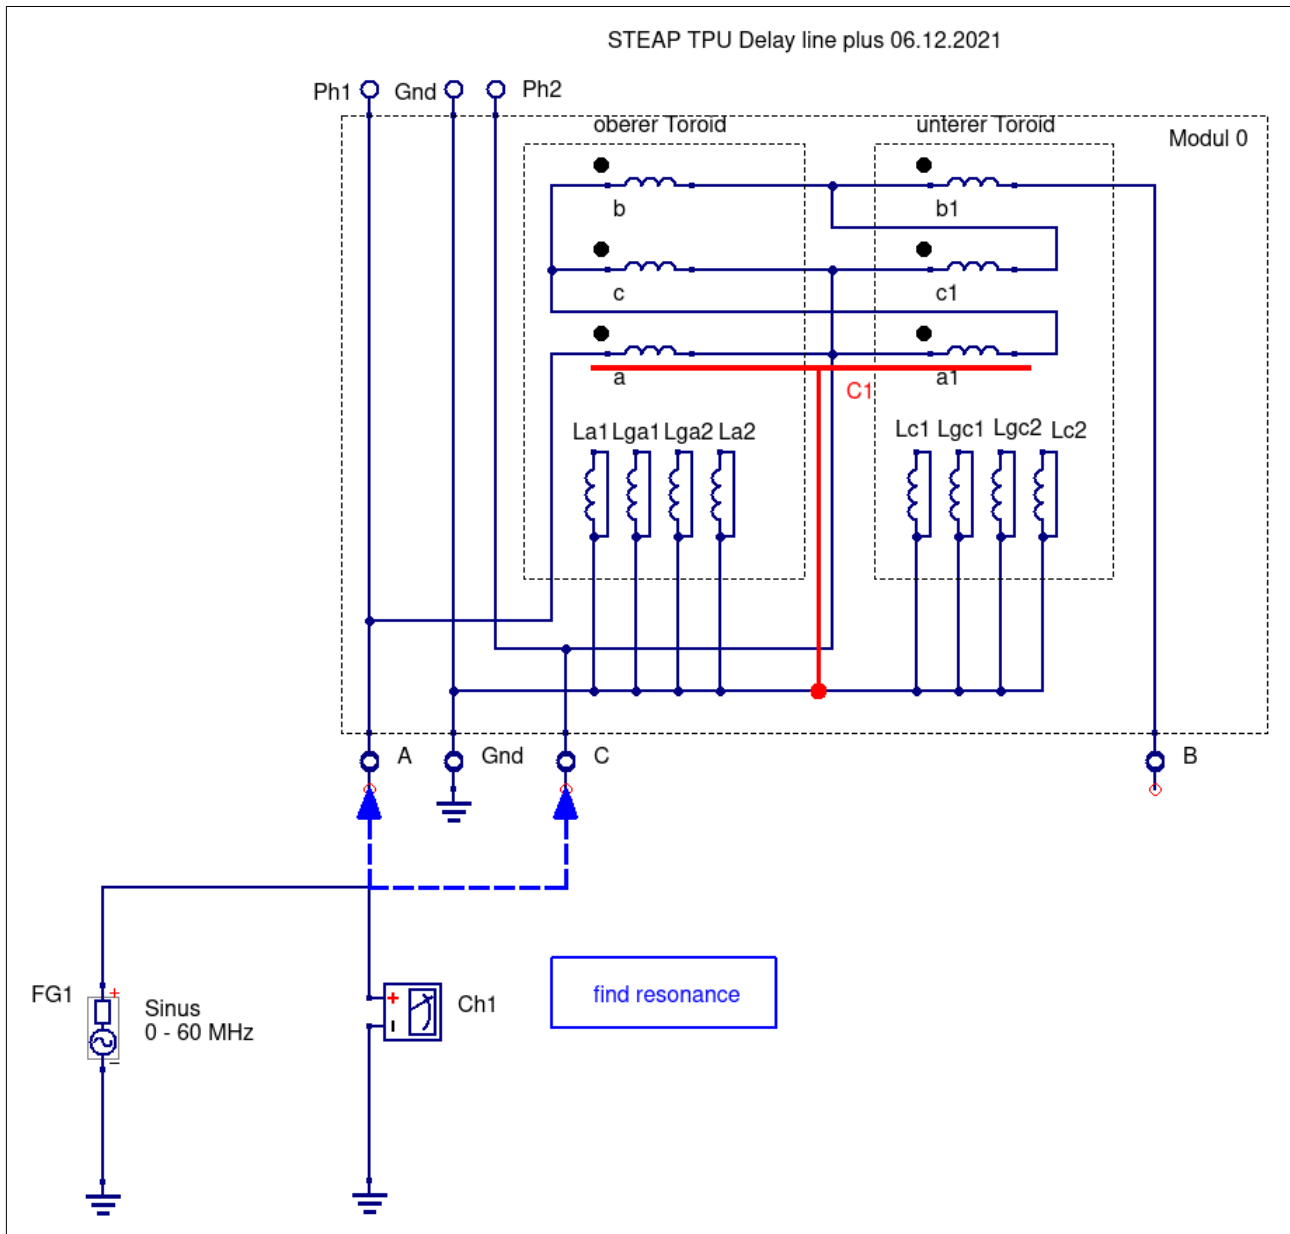 STEAP TPU Delay line plus 06.12.2021
Ph1
Gnd
Ph2
oberer Toroid
unterer Toroid
Modul 0
b
b1
c
c1
a
a1
C1
La1
Lga1
Lga2
La2
Lc1
Lgc1
Lgc2
Lc2
A
Gnd
C
B
FG1
+
−
Sinus
0 - 60 MHz
+
I
Ch1
find resonance